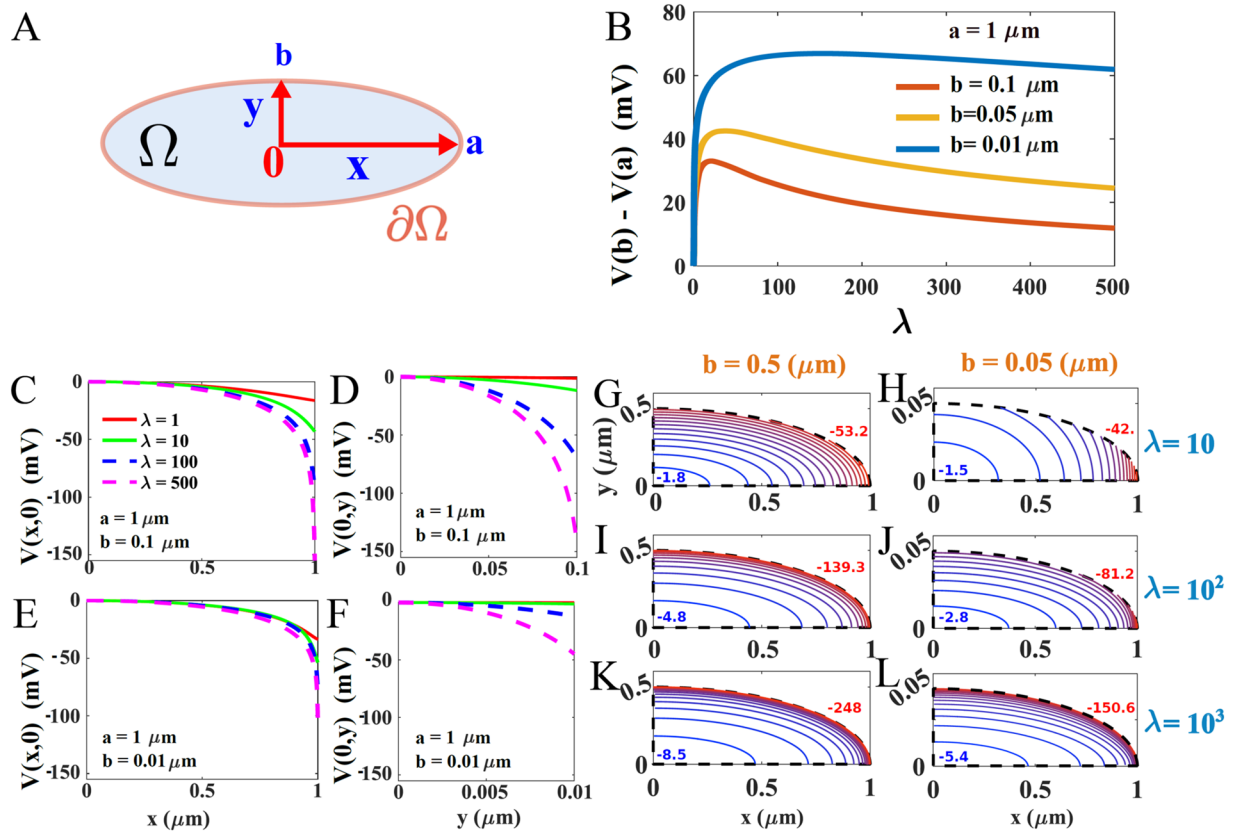 A
b
y
Ω
0
x
a
∂Ω
B
V(b) - V(a) (mV)
80
60
40
20
0
a = 1 μm
b = 0.1 μm
b=0.05 μm
b= 0.01 μm
0 100 200 300 400 500
λ
C
V(x,0) (mV)
0
-50
-100
-150
λ = 1
λ = 10
λ = 100
λ = 500
a = 1 μm
b = 0.1 μm
0 0.5 1
D
V(0,y) (mV)
0
-50
-100
-150
a = 1 μm
b = 0.1 μm
0 0.05 0.1
E
V(x,0) (mV)
0
-50
-100
-150
a = 1 μm
b = 0.01 μm
0 0.5 1
x (μm)
F
V(0,y) (mV)
0
-50
-100
-150
a = 1 μm
b = 0.01 μm
0 0.005 0.01
y (μm)
b = 0.5 (μm)
b = 0.05 (μm)
G
y (μm)
0.5
0
-53.2
-1.8
0 0.5 1
H
0.05
0
-42.
-1.5
0 0.5 1
λ= 10
I
0.5
0
-139.3
-4.8
0 0.5 1
J
0.05
0
-81.2
-2.8
0 0.5 1
λ= 10²
K
0.5
0
-248
-8.5
0 0.5 1
x (μm)
L
0.05
0
-150.6
-5.4
0 0.5 1
x (μm)
λ= 10³